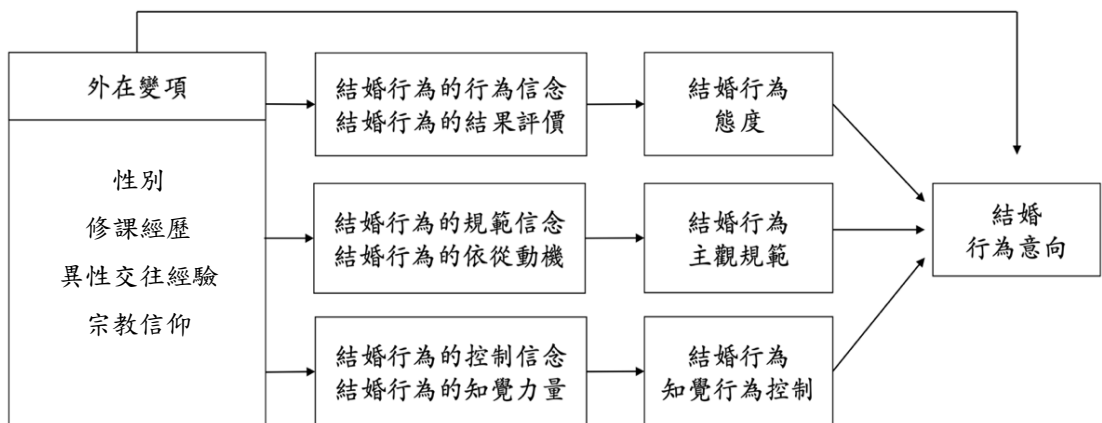 外在變項
性別
修課經歷
異性交往經驗
宗教信仰
結婚行為的行為信念
結婚行為的結果評價
結婚行為
態度
結婚行為的規範信念
結婚行為的依從動機
結婚行為
主觀規範
結婚行為的控制信念
結婚行為的知覺力量
結婚行為
知覺行為控制
結婚
行為意向